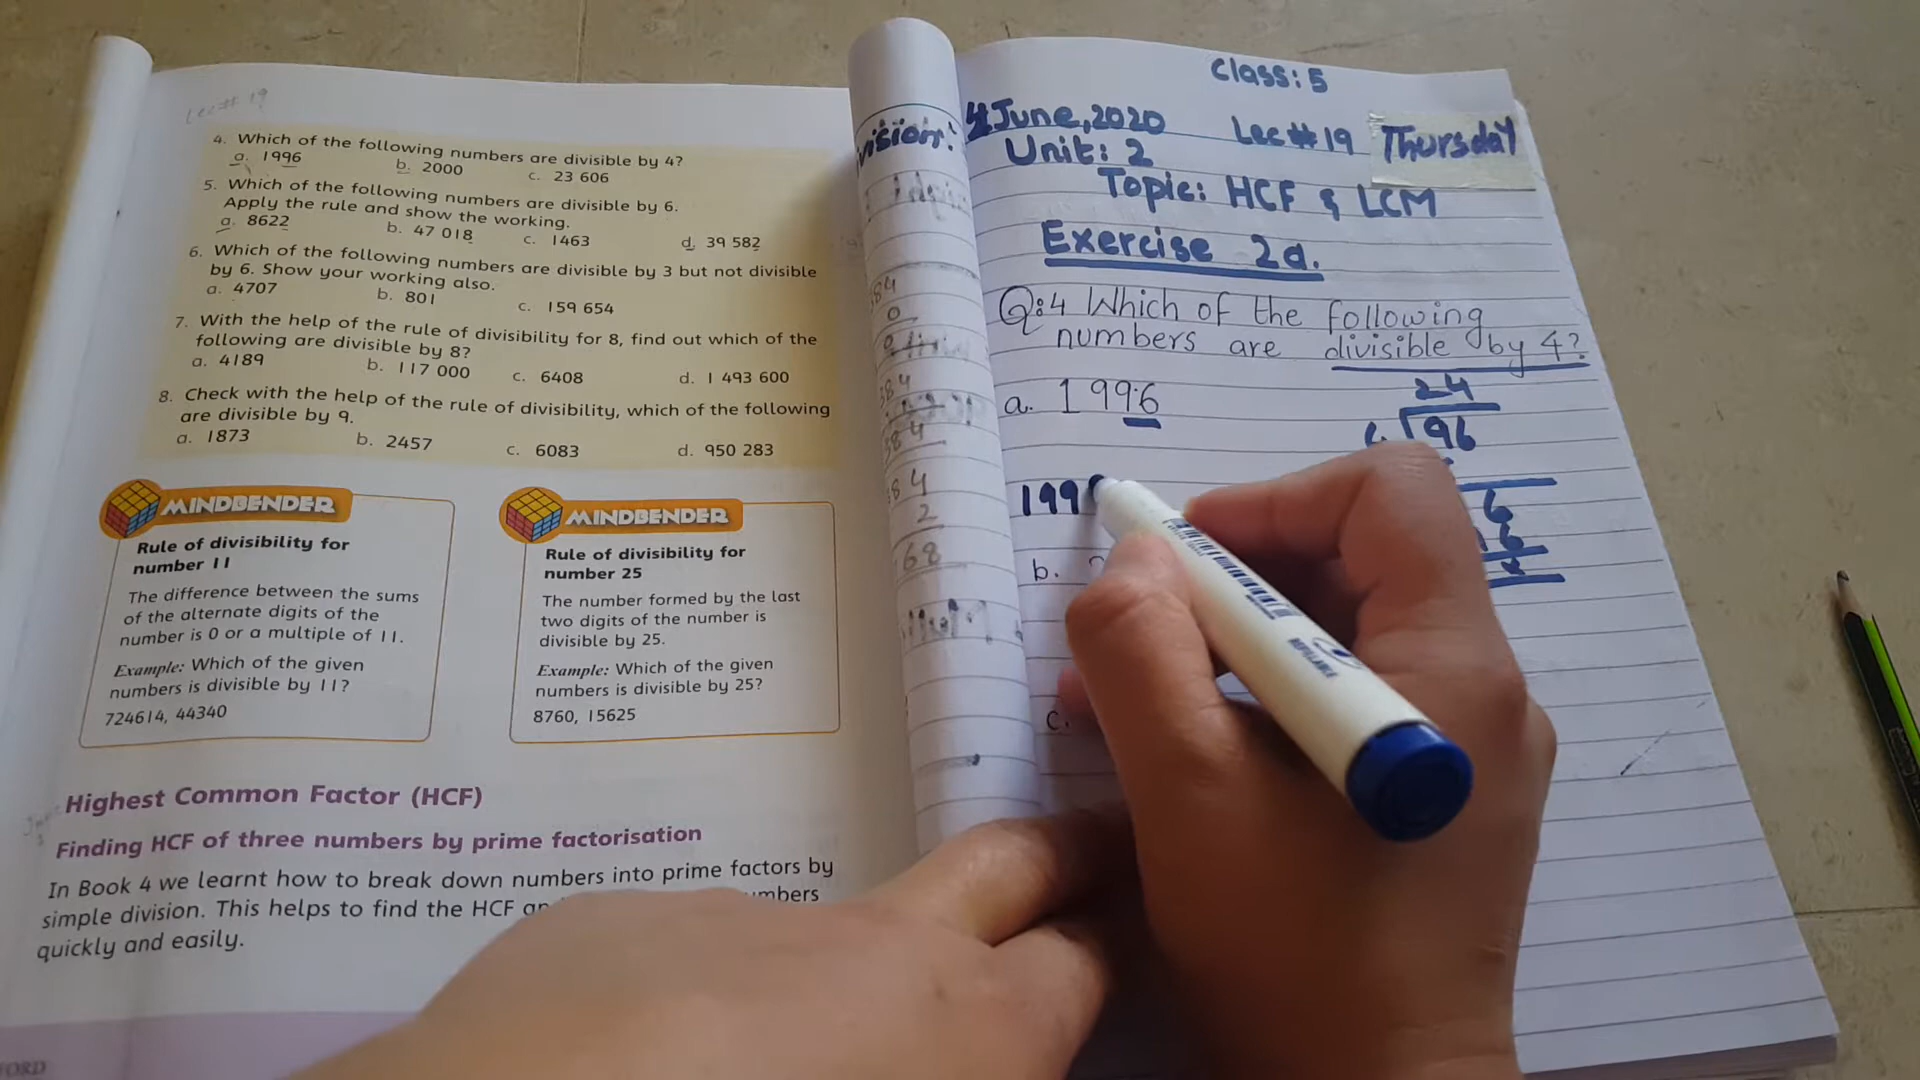 Lec# 19
4. Which of the following numbers are divisible by 4?
a. 1996 b. 2000 c. 23 606
5. Which of the following numbers are divisible by 6.
Apply the rule and show the working.
a. 8622 b. 47 018 c. 1463 d. 39 582
6. Which of the following numbers are divisible by 3 but not divisible
by 6. Show your working also.
a. 4707 b. 801 c. 159 654
7. With the help of the rule of divisibility for 8, find out which of the
following are divisible by 8?
a. 4189 b. 117 000 c. 6408 d. 1 493 600
8. Check with the help of the rule of divisibility, which of the following
are divisible by 9.
a. 1873 b. 2457 c. 6083 d. 950 283
MINDBENDER
Rule of divisibility for
number 11
The difference between the sums
of the alternate digits of the
number is 0 or a multiple of 11.
Example: Which of the given
numbers is divisible by 11?
724614, 44340
MINDBENDER
Rule of divisibility for
number 25
The number formed by the last
two digits of the number is
divisible by 25.
Example: Which of the given
numbers is divisible by 25?
8760, 15625
Highest Common Factor (HCF)
Finding HCF of three numbers by prime factorisation
In Book 4 we learnt how to break down numbers into prime factors by
simple division. This helps to find the HCF
quickly and easily.
Class: 5
4 June, 2020 Lec# 19 Thursday
Unit: 2
Topic: HCF & LCM
Exercise 2a.
Q:4 Which of the following
numbers are divisible by 4?
a. 1996
24
96
6
199
b.
c.